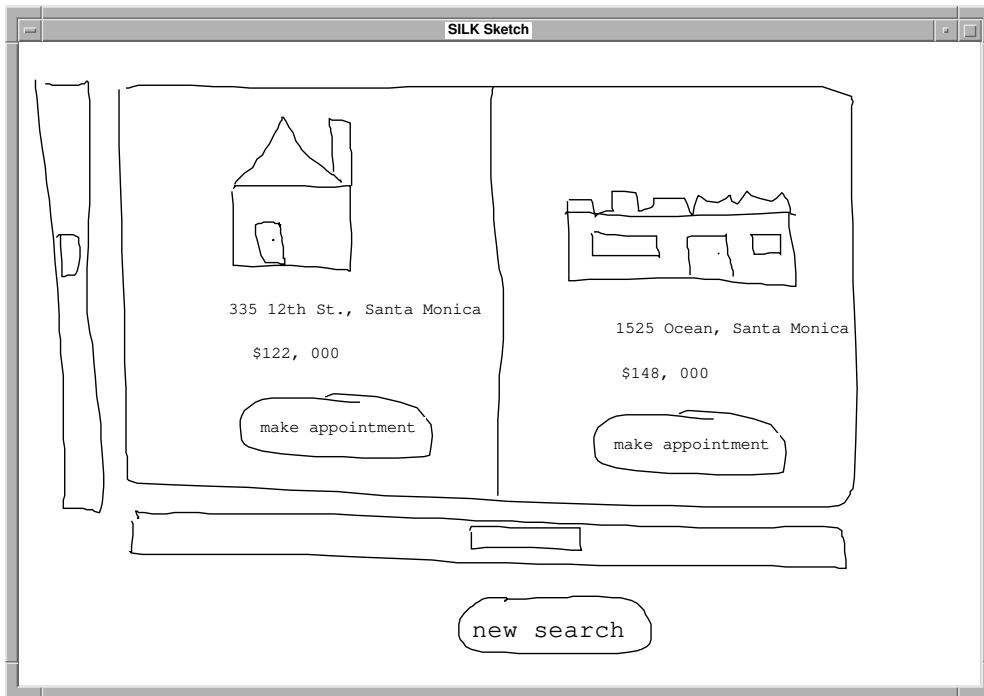 SILK Sketch
335 12th St., Santa Monica
$122, 000
make appointment
1525 Ocean, Santa Monica
$148, 000
make appointment
new search